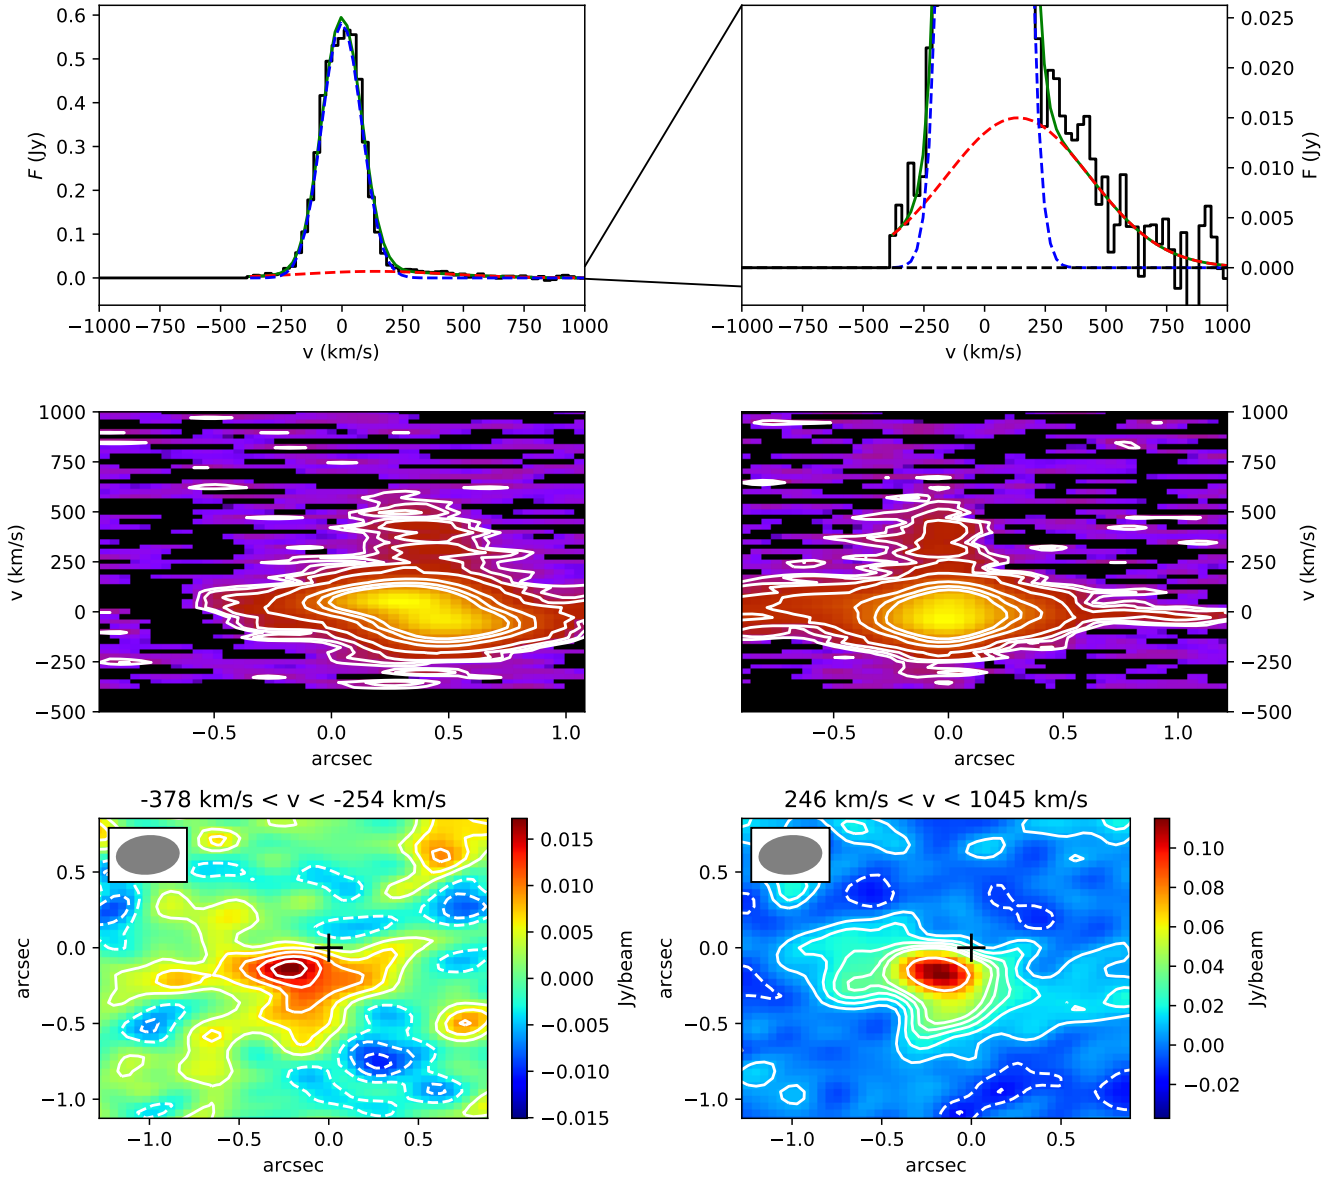 0.6
0.5
0.4
0.3
0.2
0.1
0.0
F (Jy)
−1000 −750 −500 −250 0 250 500 750 1000
v (km/s)
0.025
0.020
0.015
0.010
0.005
0.000
F (Jy)
−1000 −750 −500 −250 0 250 500 750 1000
v (km/s)
1000
750
500
250
0
−250
−500
v (km/s)
−0.5 0.0 0.5 1.0
arcsec
1000
750
500
250
0
−250
−500
v (km/s)
−0.5 0.0 0.5 1.0
arcsec
-378 km/s < v < -254 km/s
0.5
0.0
−0.5
−1.0
arcsec
−1.0 −0.5 0.0 0.5
arcsec
0.015
0.010
0.005
0.000
−0.005
−0.010
−0.015
Jy/beam
246 km/s < v < 1045 km/s
0.5
0.0
−0.5
−1.0
arcsec
−1.0 −0.5 0.0 0.5
arcsec
0.10
0.08
0.06
0.04
0.02
0.00
−0.02
Jy/beam